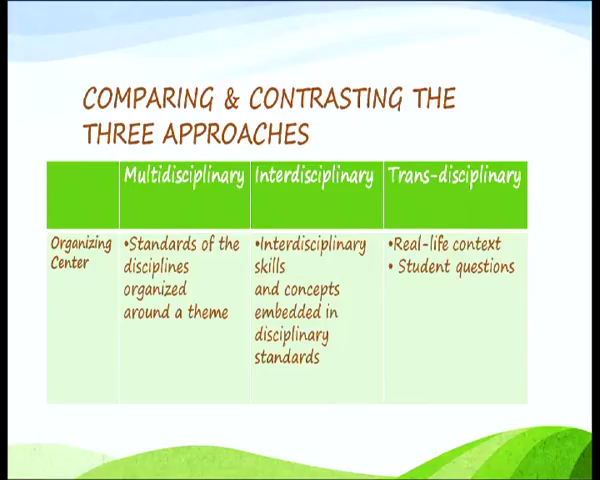 COMPARING & CONTRASTING THE
THREE APPROACHES
Multidisciplinary
Interdisciplinary
Trans-disciplinary
Organizing
Center
•Standards of the
disciplines
organized
around a theme
•Interdisciplinary
skills
and concepts
embedded in
disciplinary
standards
•Real-life context
• Student questions